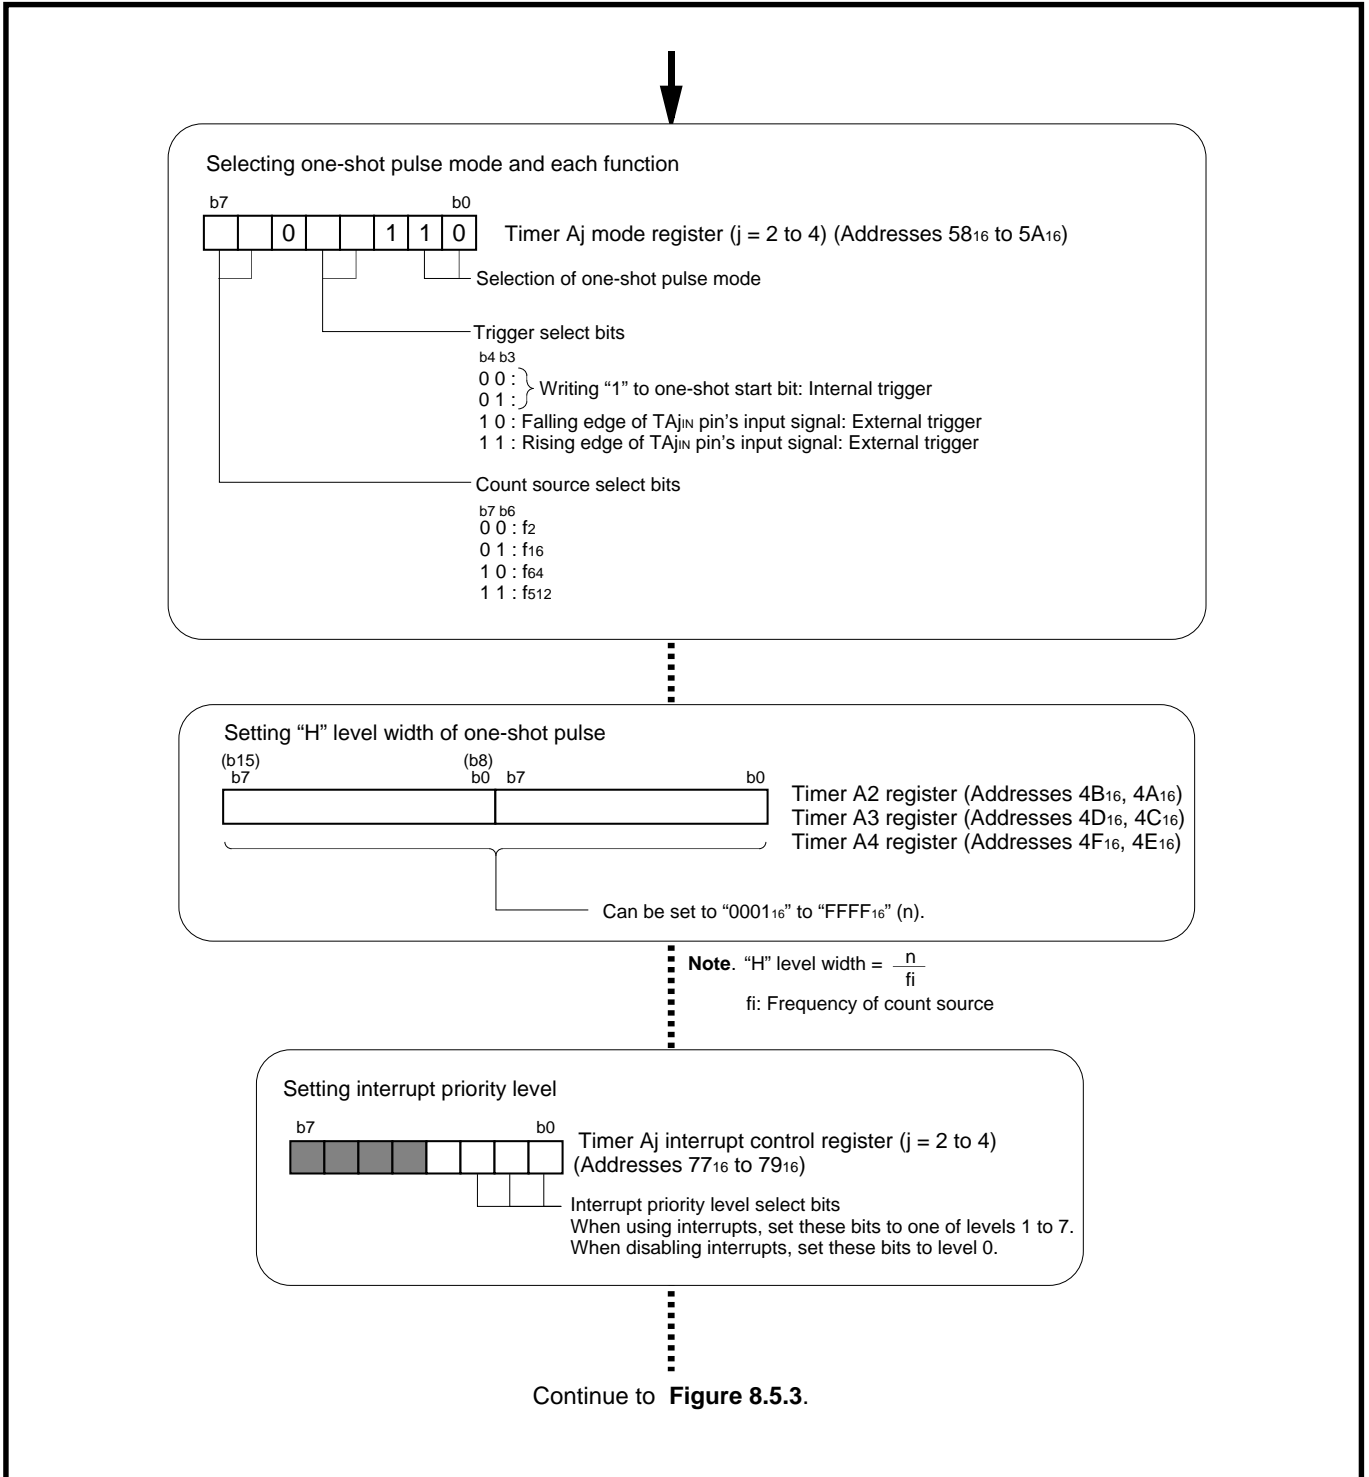 Selecting one-shot pulse mode and each function
b7 b0
0 1 1 0 Timer Aj mode register (j = 2 to 4) (Addresses 5816 to 5A16)
Selection of one-shot pulse mode
Trigger select bits
b4 b3
0 0 :
0 1 :
Writing “1” to one-shot start bit: Internal trigger
1 0 : Falling edge of TAjIN pin’s input signal: External trigger
1 1 : Rising edge of TAjIN pin’s input signal: External trigger
Count source select bits
b7 b6
0 0 : f2
0 1 : f16
1 0 : f64
1 1 : f512
Setting “H” level width of one-shot pulse
(b15) (b8)
b7 b0 b7 b0
Timer A2 register (Addresses 4B16, 4A16)
Timer A3 register (Addresses 4D16, 4C16)
Timer A4 register (Addresses 4F16, 4E16)
Can be set to “000116” to “FFFF16” (n).
Note. “H” level width = n
fi
fi: Frequency of count source
Setting interrupt priority level
b7 b0
Timer Aj interrupt control register (j = 2 to 4)
(Addresses 7716 to 7916)
Interrupt priority level select bits
When using interrupts, set these bits to one of levels 1 to 7.
When disabling interrupts, set these bits to level 0.
Continue to Figure 8.5.3.